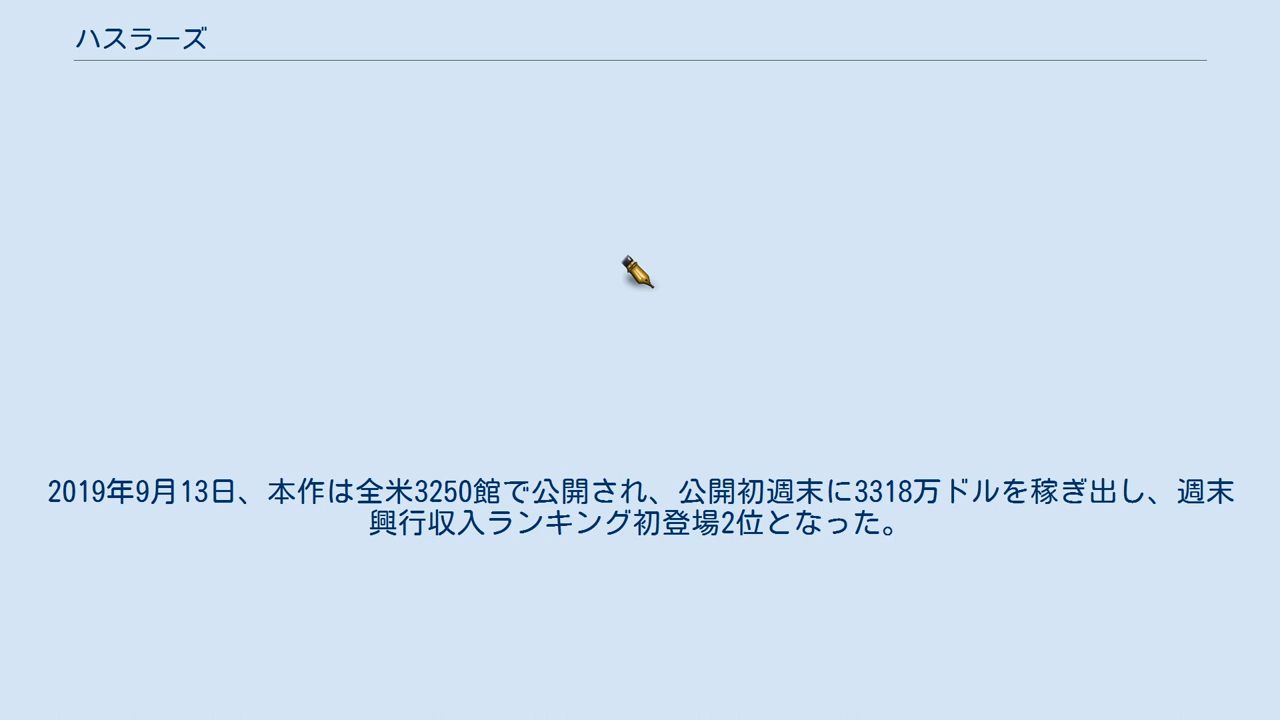 ハスラーズ
2019年9月13日、本作は全米3250館で公開され、公開初週末に3318万ドルを稼ぎ出し、週末
興行収入ランキング初登場2位となった。